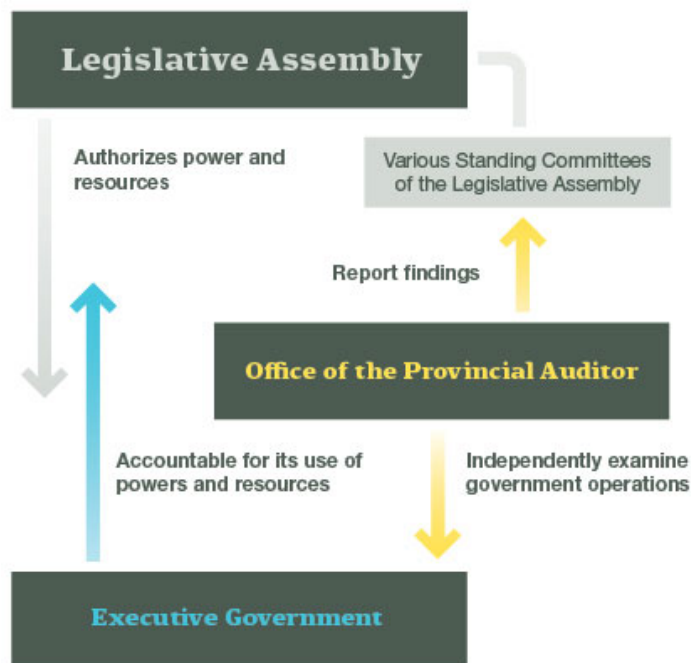 Legislative Assembly
Authorizes power and
resources
Various Standing Committees
of the Legislative Assembly
Report findings
Office of the Provincial Auditor
Accountable for its use of
powers and resources
Independently examine
government operations
Executive Government